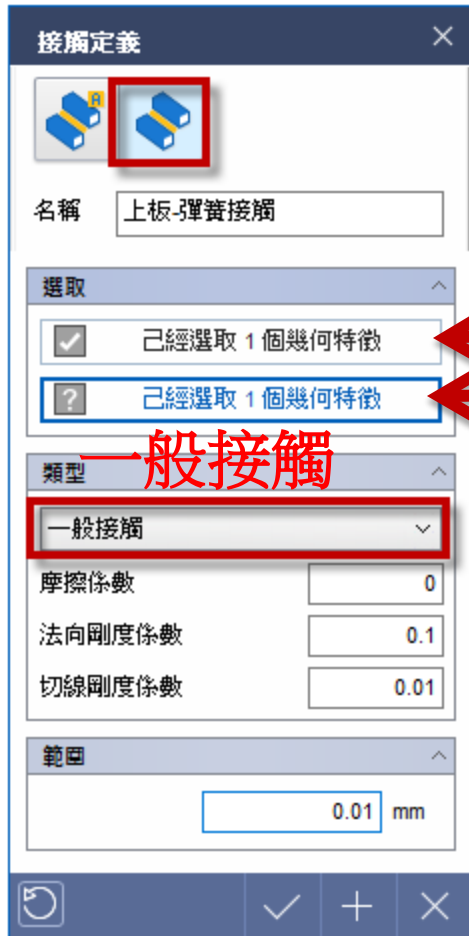 接觸定義
A
名稱 上板-彈簧接觸
選取
己經選取 1 個幾何特徵
? 己經選取 1 個幾何特徵
一般接觸
類型
一般接觸
摩擦係數 0
法向剛度係數 0.1
切線剛度係數 0.01
範圍
0.01 mm